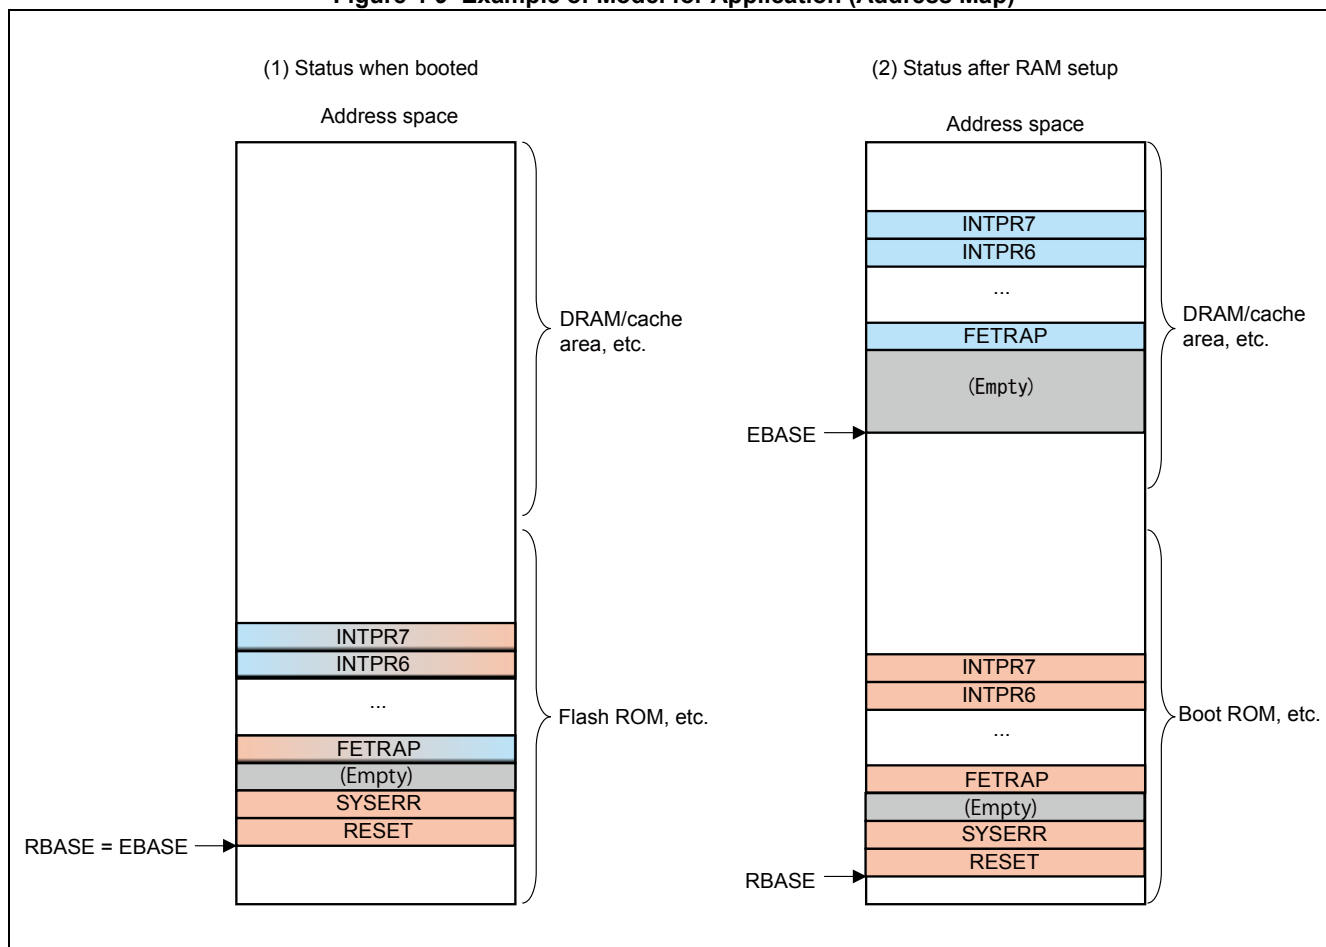 (1) Status when booted
Address space
DRAM/cache
area, etc.
INTPR7
INTPR6
...
FETRAP
(Empty)
SYSERR
RESET
RBASE = EBASE
Flash ROM, etc.
(2) Status after RAM setup
Address space
INTPR7
INTPR6
...
FETRAP
(Empty)
EBASE
DRAM/cache
area, etc.
INTPR7
INTPR6
...
FETRAP
(Empty)
SYSERR
RESET
RBASE
Boot ROM, etc.